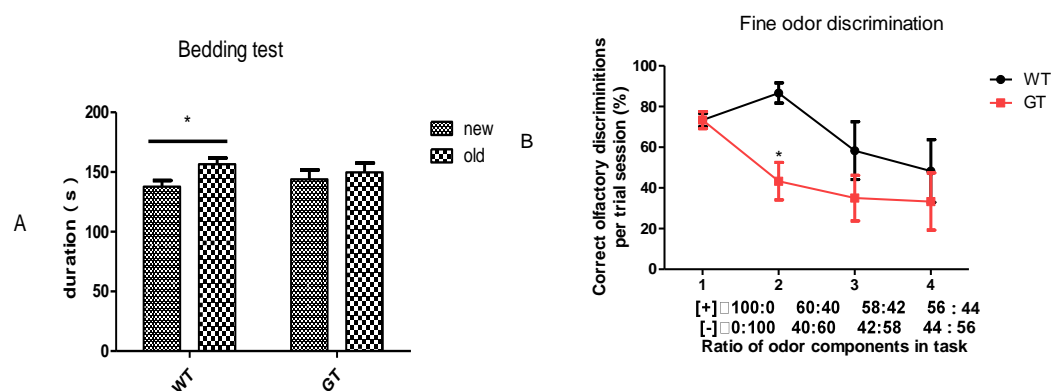 Bedding test
*
200
150
100
50
0
duration ( s )
WT
GT
new
old
A
B
Fine odor discrimination
100
80
60
40
20
0
Correct olfactory discriminitions
per trial session (%)
*
WT
GT
1 2 3 4
[+]□100:0 60:40 58:42 56 : 44
[-]□0:100 40:60 42:58 44 : 56
Ratio of odor components in task